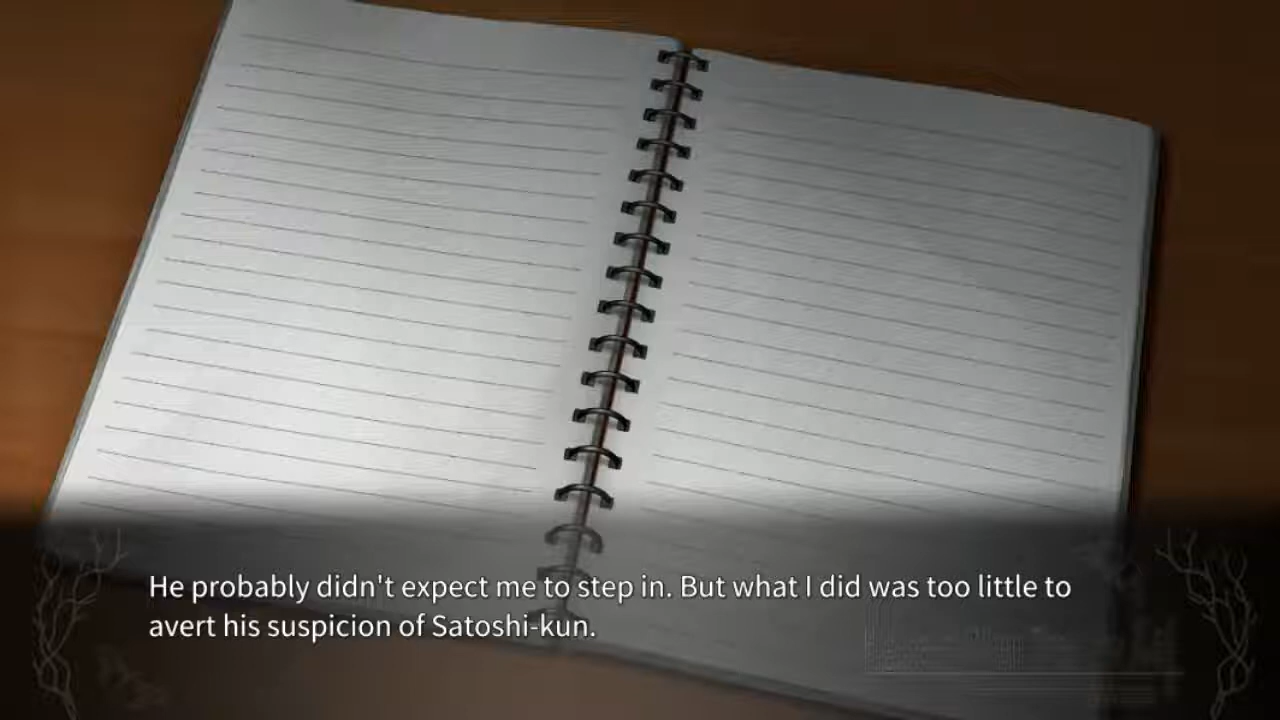 He probably didn't expect me to step in. But what I did was too little to
avert his suspicion of Satoshi-kun.